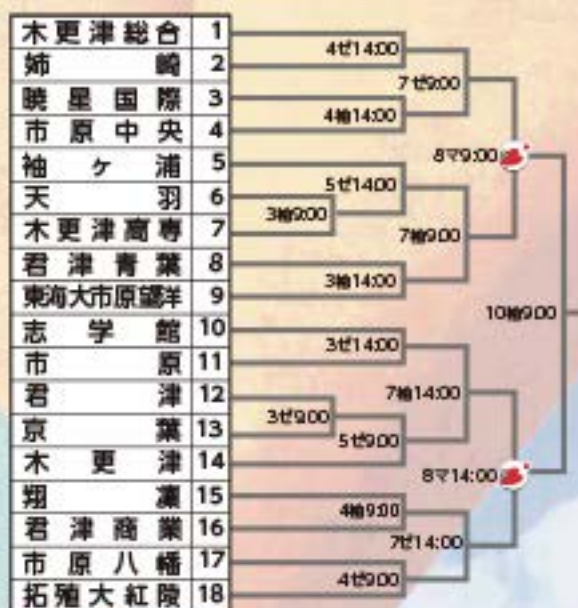 木更津総合 1
姉崎 2
暁星国際 3
市原中央 4
袖ヶ浦 5
天羽 6
木更津高専 7
君津青葉 8
東海大市原望洋 9
志学館 10
市原 11
君津 12
京葉 13
木更津 14
翔凜 15
君津商業 16
市原八幡 17
拓殖大紅陵 18
4ゼ14:00
7ゼ9:00
4袖14:00
8マ9:00
5ゼ14:00
3袖9:00
7袖9:00
3袖14:00
10袖9:00
3ゼ14:00
7袖14:00
3ゼ9:00
5ゼ9:00
8マ14:00
4袖9:00
7ゼ14:00
4ゼ9:00